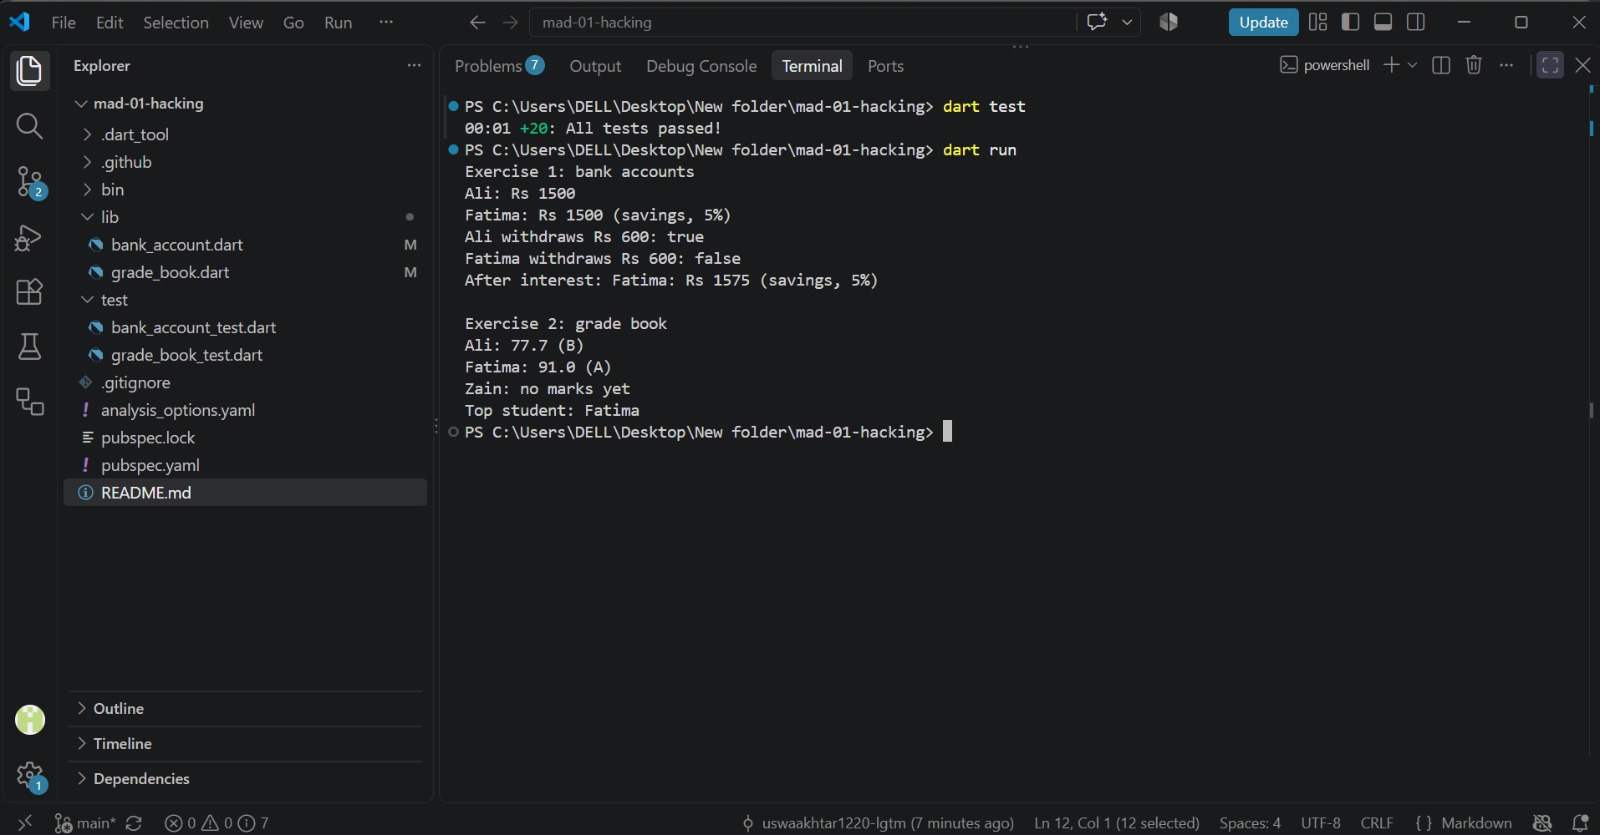 File Edit Selection View Go Run ···
mad-01-hacking
Update
Explorer ···
mad-01-hacking
.dart_tool
.github
bin
lib
bank_account.dart M
grade_book.dart M
test
bank_account_test.dart
grade_book_test.dart
.gitignore
! analysis_options.yaml
pubspec.lock
! pubspec.yaml
README.md
Outline
Timeline
Dependencies
2
1
Problems 7 Output Debug Console Terminal Ports
powershell
PS C:\Users\DELL\Desktop\New folder\mad-01-hacking> dart test
00:01 +20: All tests passed!
PS C:\Users\DELL\Desktop\New folder\mad-01-hacking> dart run
Exercise 1: bank accounts
Ali: Rs 1500
Fatima: Rs 1500 (savings, 5%)
Ali withdraws Rs 600: true
Fatima withdraws Rs 600: false
After interest: Fatima: Rs 1575 (savings, 5%)
Exercise 2: grade book
Ali: 77.7 (B)
Fatima: 91.0 (A)
Zain: no marks yet
Top student: Fatima
PS C:\Users\DELL\Desktop\New folder\mad-01-hacking>
main* 0 0 7 uswaakhtar1220-lgtm (7 minutes ago) Ln 12, Col 1 (12 selected) Spaces: 4 UTF-8 CRLF { } Markdown